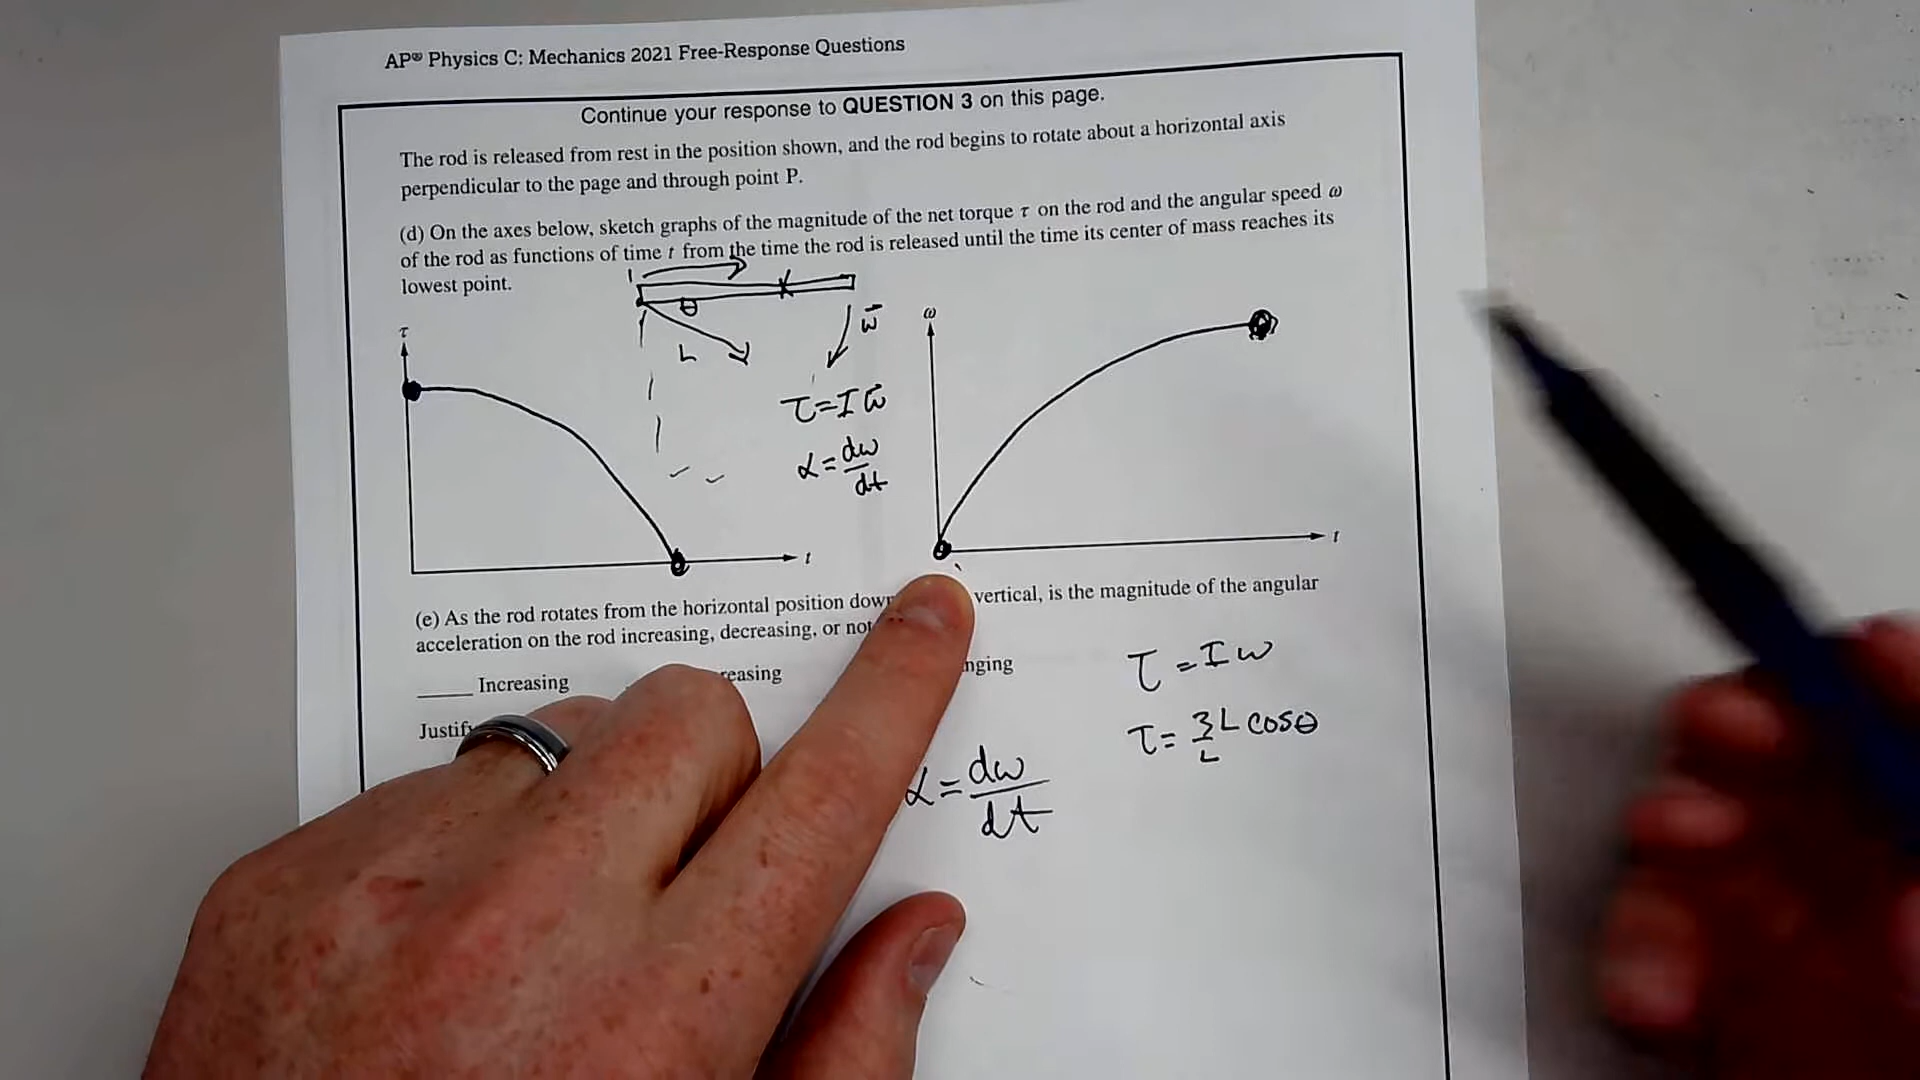 AP® Physics C: Mechanics 2021 Free-Response Questions
Continue your response to QUESTION 3 on this page.
The rod is released from rest in the position shown, and the rod begins to rotate about a horizontal axis
perpendicular to the page and through point P.
(d) On the axes below, sketch graphs of the magnitude of the net torque τ on the rod and the angular speed ω
of the rod as functions of time t from the time the rod is released until the time its center of mass reaches its
lowest point.
θ
L
ω
τ
ω
τ=Iω
α=dω/dt
t
t
(e) As the rod rotates from the horizontal position down vertical, is the magnitude of the angular
acceleration on the rod increasing, decreasing, or not
Increasing reasing nging
Justify
τ=Iω
τ=3/L L cosθ
α=dω/dt